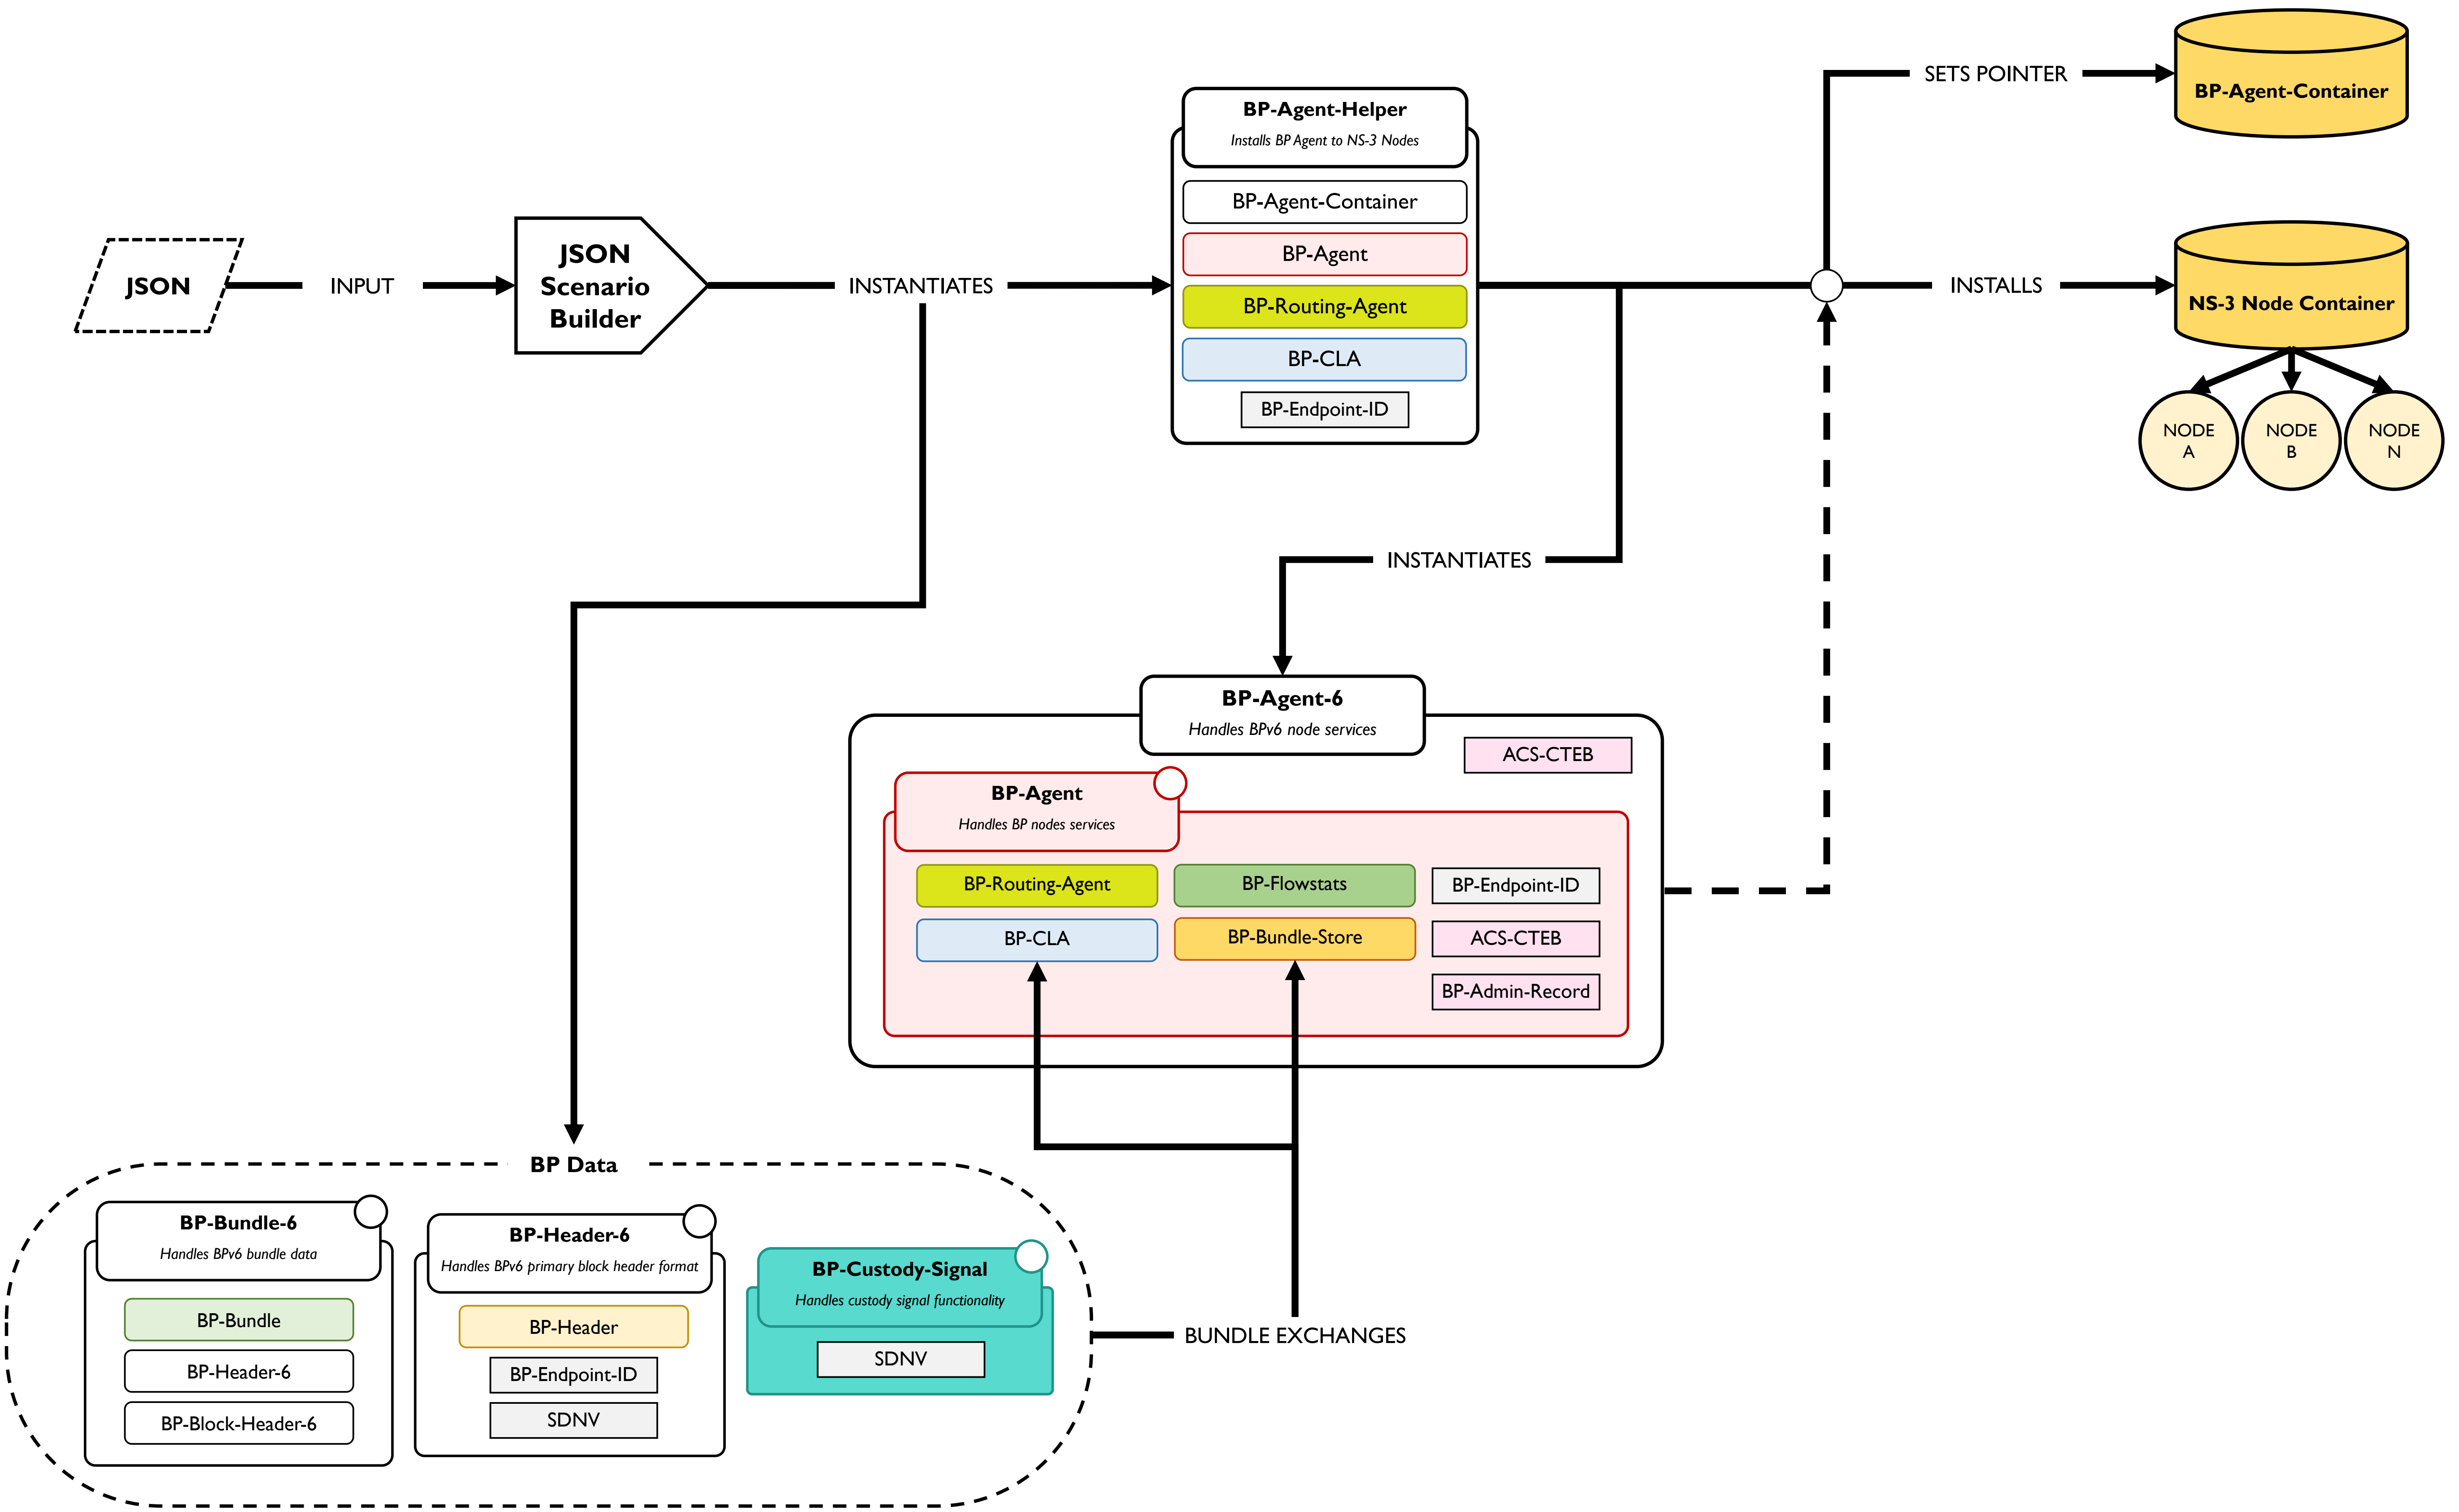 SETS POINTER
BP-Agent-Container
BP-Agent-Helper
Installs BP Agent to NS-3 Nodes
BP-Agent-Container
BP-Agent
BP-Routing-Agent
BP-CLA
BP-Endpoint-ID
JSON
INPUT
JSON
Scenario
Builder
INSTANTIATES
INSTALLS
NS-3 Node Container
NODE
A
NODE
B
NODE
N
INSTANTIATES
BP-Agent-6
Handles BPv6 node services
ACS-CTEB
BP-Agent
Handles BP nodes services
BP-Routing-Agent
BP-Flowstats
BP-Endpoint-ID
BP-CLA
BP-Bundle-Store
ACS-CTEB
BP-Admin-Record
BP Data
BP-Bundle-6
Handles BPv6 bundle data
BP-Bundle
BP-Header-6
BP-Block-Header-6
BP-Header-6
Handles BPv6 primary block header format
BP-Header
BP-Endpoint-ID
SDNV
BP-Custody-Signal
Handles custody signal functionality
SDNV
BUNDLE EXCHANGES